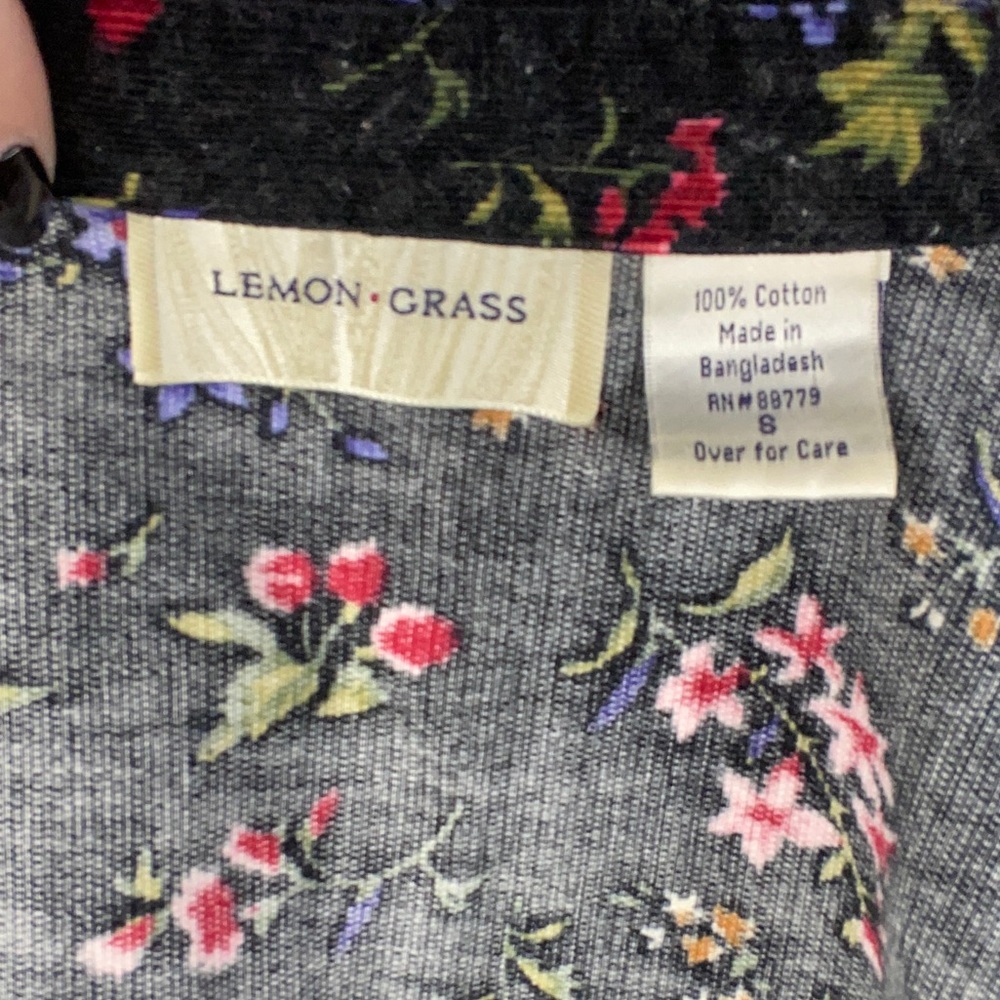 LEMON·GRASS
100% Cotton
Made in
Bangladesh
RN#88779
S
Over for Care